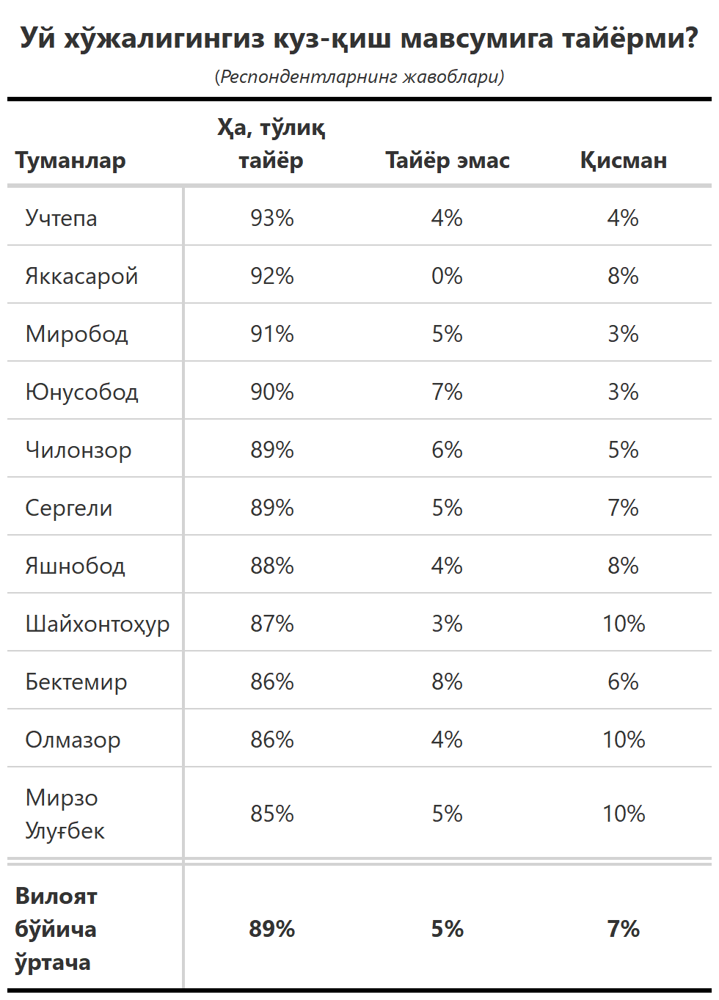 Уй хўжалигингиз куз-қиш мавсумига тайёрми?
(Респондентларнинг жавоблари)
Туманлар Ҳа, тўлиқ тайёр Тайёр эмас Қисман
Учтепа 93% 4% 4%
Яккасарой 92% 0% 8%
Миробод 91% 5% 3%
Юнусобод 90% 7% 3%
Чилонзор 89% 6% 5%
Сергели 89% 5% 7%
Яшнобод 88% 4% 8%
Шайхонтоҳур 87% 3% 10%
Бектемир 86% 8% 6%
Олмазор 86% 4% 10%
Мирзо
Улуғбек 85% 5% 10%
Вилоят
бўйича
ўртача 89% 5% 7%